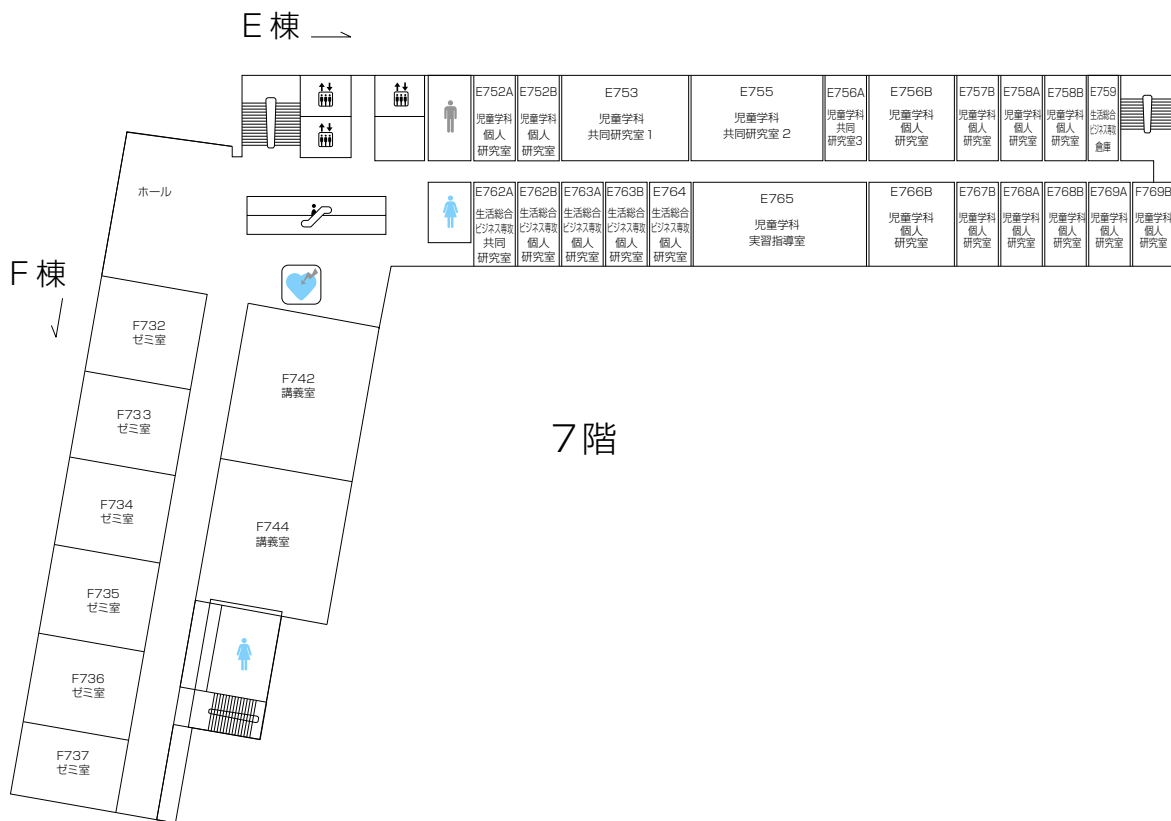 E棟
E752A
児童学科
個人
研究室
E752B
児童学科
個人
研究室
E753
児童学科
共同研究室1
E755
児童学科
共同研究室2
E756A
児童学科
共同
研究室3
E756B
児童学科
個人
研究室
E757B
児童学科
個人
研究室
E758A
児童学科
個人
研究室
E758B
児童学科
個人
研究室
E759
生活総合
ビジネス専攻
倉庫
ホール
E762A
生活総合
ビジネス専攻
共同
研究室
E762B
生活総合
ビジネス専攻
個人
研究室
E763A
生活総合
ビジネス専攻
個人
研究室
E763B
生活総合
ビジネス専攻
個人
研究室
E764
生活総合
ビジネス専攻
個人
研究室
E765
児童学科
実習指導室
E766B
児童学科
個人
研究室
E767B
児童学科
個人
研究室
E768A
児童学科
個人
研究室
E768B
児童学科
個人
研究室
E769A
児童学科
個人
研究室
F769B
児童学科
個人
研究室
F棟
F732
ゼミ室
F733
ゼミ室
F734
ゼミ室
F735
ゼミ室
F736
ゼミ室
F737
ゼミ室
F742
講義室
F744
講義室
7階